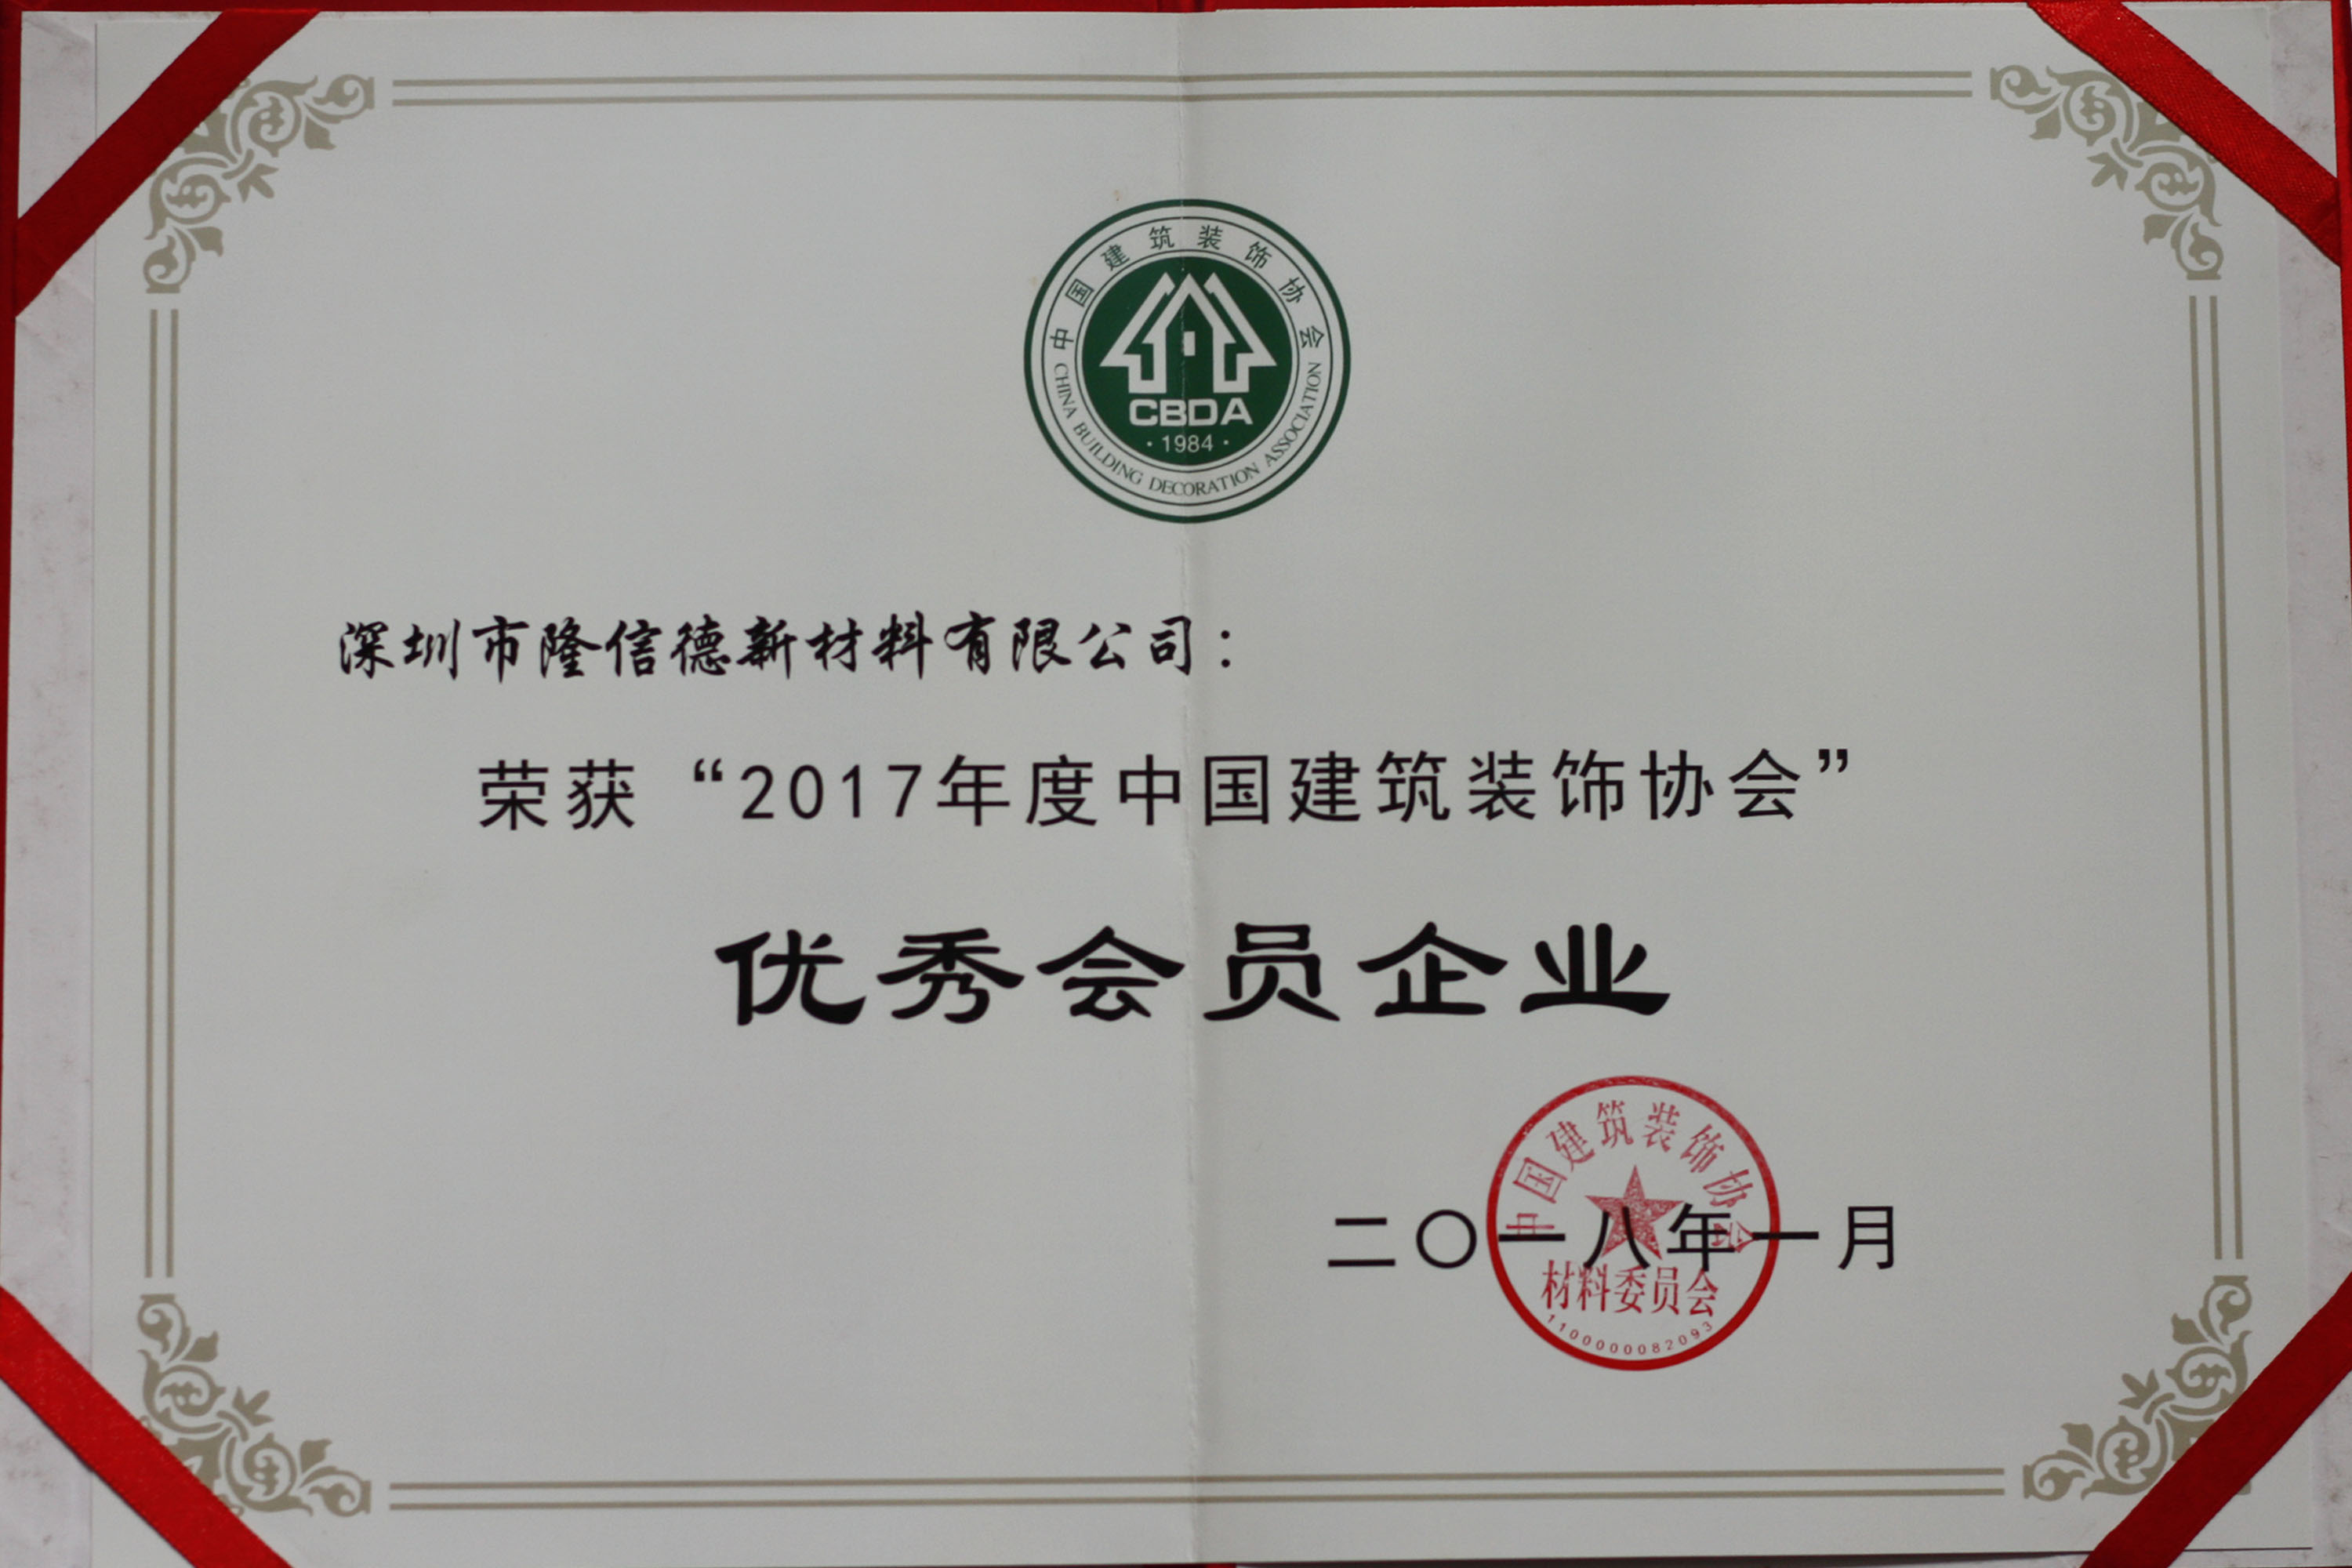 中国建筑装饰协会
CBDA
·1984·
CHINA BUILDING DECORATION ASSOCIATION
深圳市隆信德新材料有限公司：
荣获“2017年度中国建筑装饰协会”
优秀会员企业
中国建筑装饰协会
二〇一八年一月
材料委员会
1100000082093